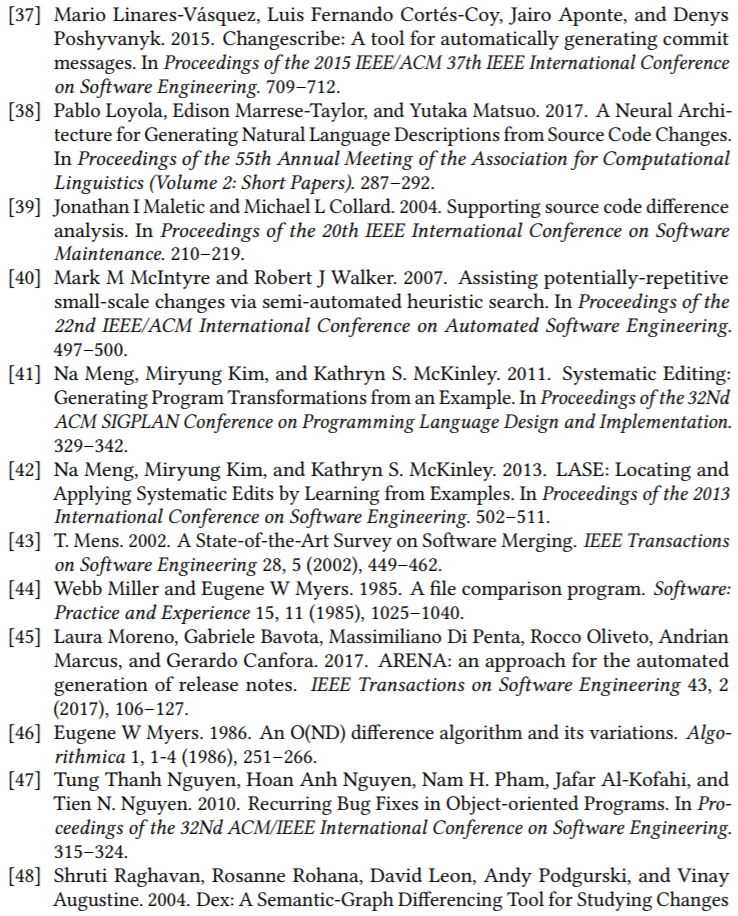 [37] Mario Linares-Vásquez, Luis Fernando Cortés-Coy, Jairo Aponte, and Denys
Poshyvanyk. 2015. Changescribe: A tool for automatically generating commit
messages. In Proceedings of the 2015 IEEE/ACM 37th IEEE International Conference
on Software Engineering. 709–712.
[38] Pablo Loyola, Edison Marrese-Taylor, and Yutaka Matsuo. 2017. A Neural Archi-
tecture for Generating Natural Language Descriptions from Source Code Changes.
In Proceedings of the 55th Annual Meeting of the Association for Computational
Linguistics (Volume 2: Short Papers). 287–292.
[39] Jonathan I Maletic and Michael L Collard. 2004. Supporting source code difference
analysis. In Proceedings of the 20th IEEE International Conference on Software
Maintenance. 210–219.
[40] Mark M McIntyre and Robert J Walker. 2007. Assisting potentially-repetitive
small-scale changes via semi-automated heuristic search. In Proceedings of the
22nd IEEE/ACM International Conference on Automated Software Engineering.
497–500.
[41] Na Meng, Miryung Kim, and Kathryn S. McKinley. 2011. Systematic Editing:
Generating Program Transformations from an Example. In Proceedings of the 32Nd
ACM SIGPLAN Conference on Programming Language Design and Implementation.
329–342.
[42] Na Meng, Miryung Kim, and Kathryn S. McKinley. 2013. LASE: Locating and
Applying Systematic Edits by Learning from Examples. In Proceedings of the 2013
International Conference on Software Engineering. 502–511.
[43] T. Mens. 2002. A State-of-the-Art Survey on Software Merging. IEEE Transactions
on Software Engineering 28, 5 (2002), 449–462.
[44] Webb Miller and Eugene W Myers. 1985. A file comparison program. Software:
Practice and Experience 15, 11 (1985), 1025–1040.
[45] Laura Moreno, Gabriele Bavota, Massimiliano Di Penta, Rocco Oliveto, Andrian
Marcus, and Gerardo Canfora. 2017. ARENA: an approach for the automated
generation of release notes. IEEE Transactions on Software Engineering 43, 2
(2017), 106–127.
[46] Eugene W Myers. 1986. An O(ND) difference algorithm and its variations. Algo-
rithmica 1, 1-4 (1986), 251–266.
[47] Tung Thanh Nguyen, Hoan Anh Nguyen, Nam H. Pham, Jafar Al-Kofahi, and
Tien N. Nguyen. 2010. Recurring Bug Fixes in Object-oriented Programs. In Pro-
ceedings of the 32Nd ACM/IEEE International Conference on Software Engineering.
315–324.
[48] Shruti Raghavan, Rosanne Rohana, David Leon, Andy Podgurski, and Vinay
Augustine. 2004. Dex: A Semantic-Graph Differencing Tool for Studying Changes